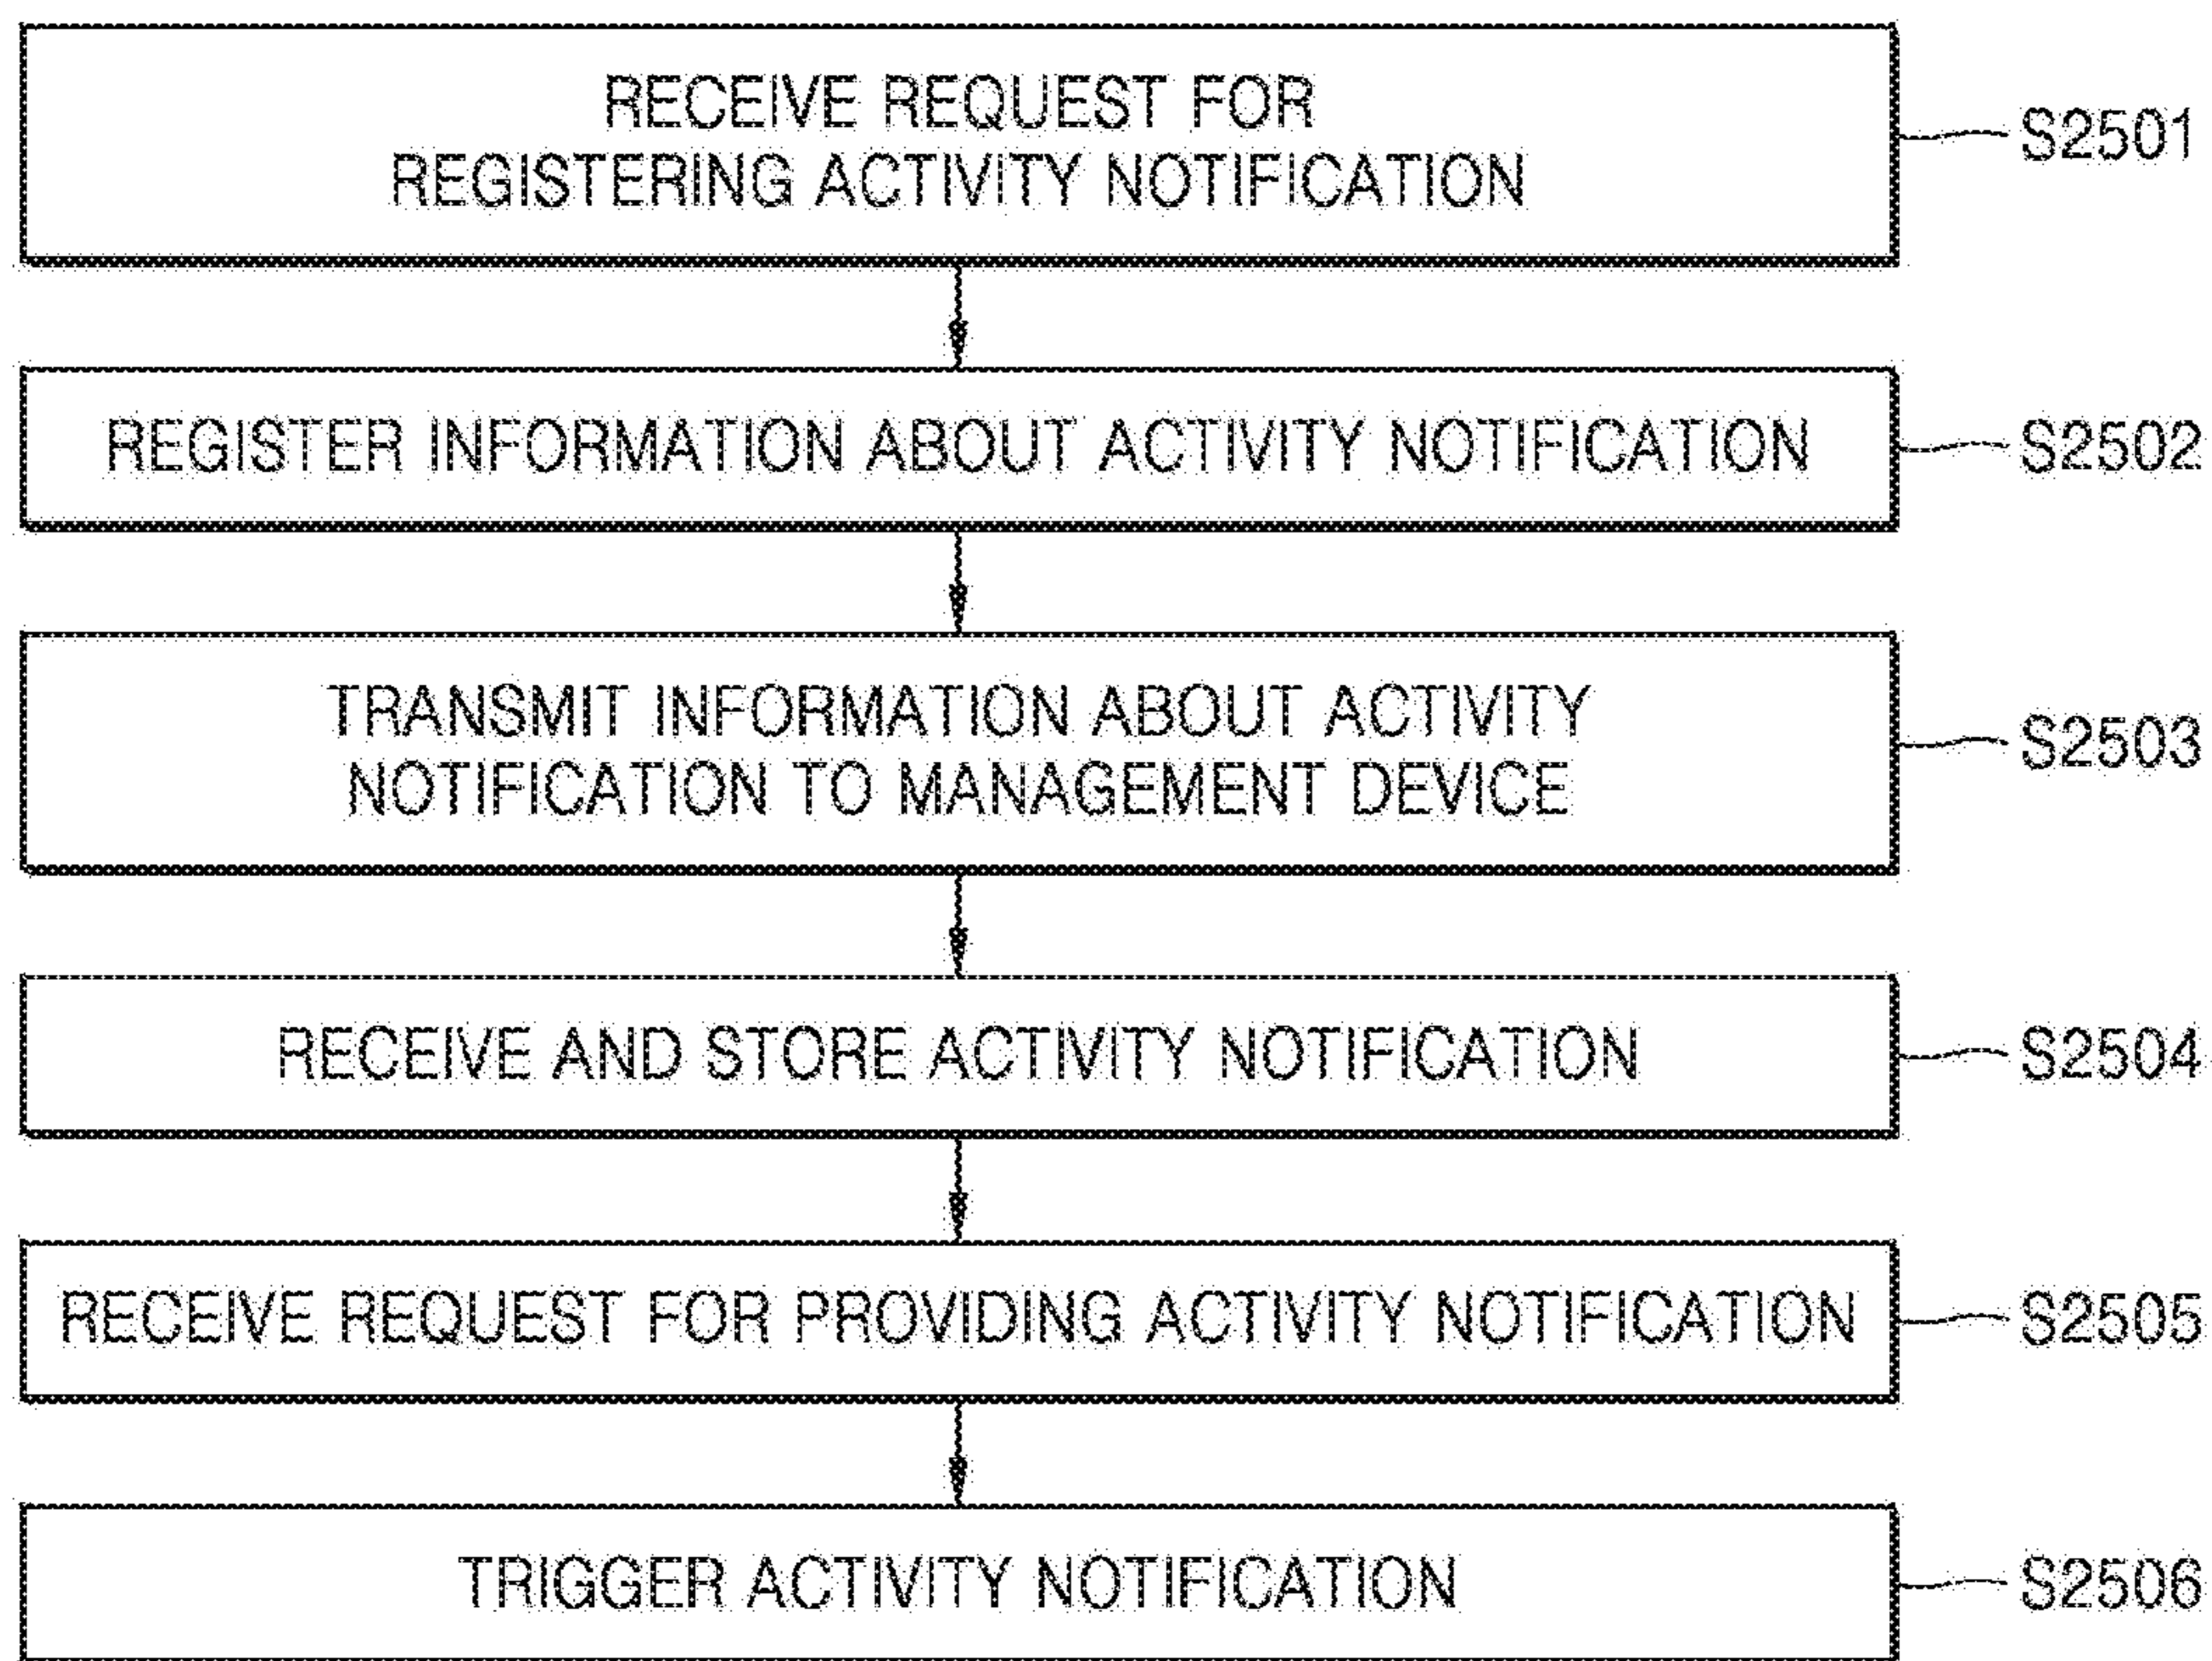 RECEIVE REQUEST FOR
REGISTERING ACTIVITY NOTIFICATION
S2501
REGISTER INFORMATION ABOUT ACTIVITY NOTIFICATION
S2502
TRANSMIT INFORMATION ABOUT ACTIVITY
NOTIFICATION TO MANAGEMENT DEVICE
S2503
RECEIVE AND STORE ACTIVITY NOTIFICATION
S2504
RECEIVE REQUEST FOR PROVIDING ACTIVITY NOTIFICATION
S2505
TRIGGER ACTIVITY NOTIFICATION
S2506